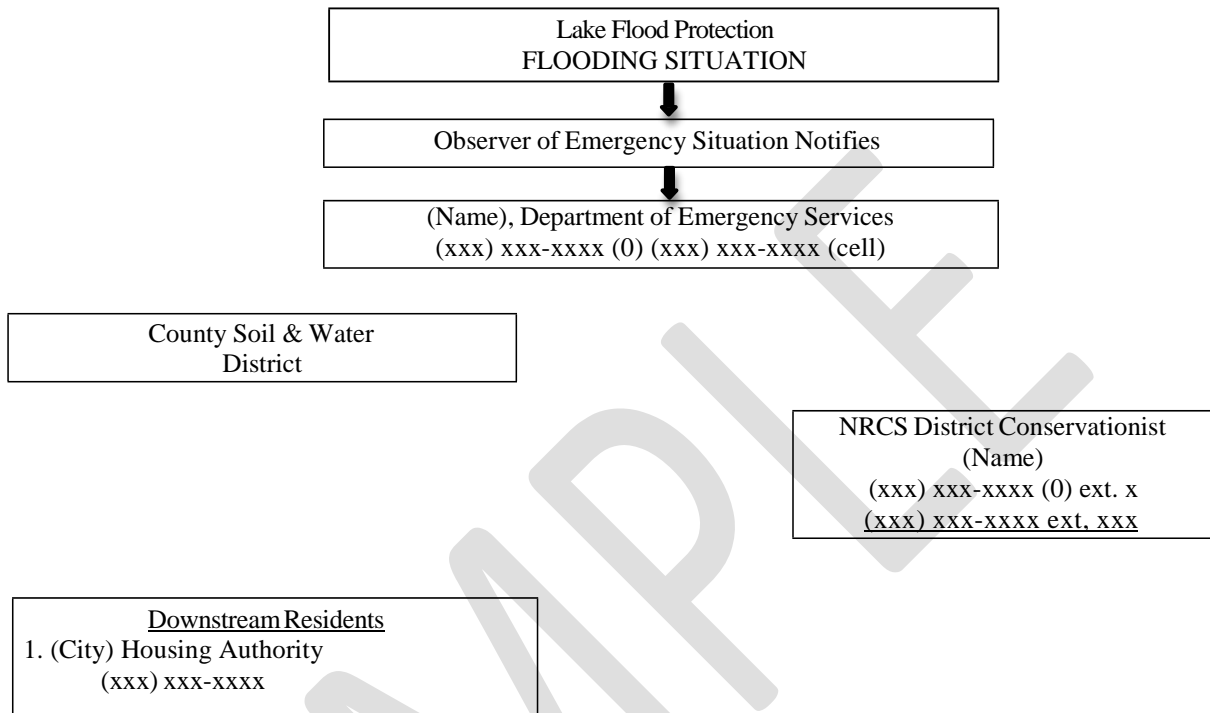 Lake Flood Protection
FLOODING SITUATION
Observer of Emergency Situation Notifies
(Name), Department of Emergency Services
(xxx) xxx-xxxx (0) (xxx) xxx-xxxx (cell)
County Soil & Water
District
NRCS District Conservationist
(Name)
(xxx) xxx-xxxx (0) ext. x
(xxx) xxx-xxxx ext, xxx
Downstream Residents
1. (City) Housing Authority
(xxx) xxx-xxxx
MPLE